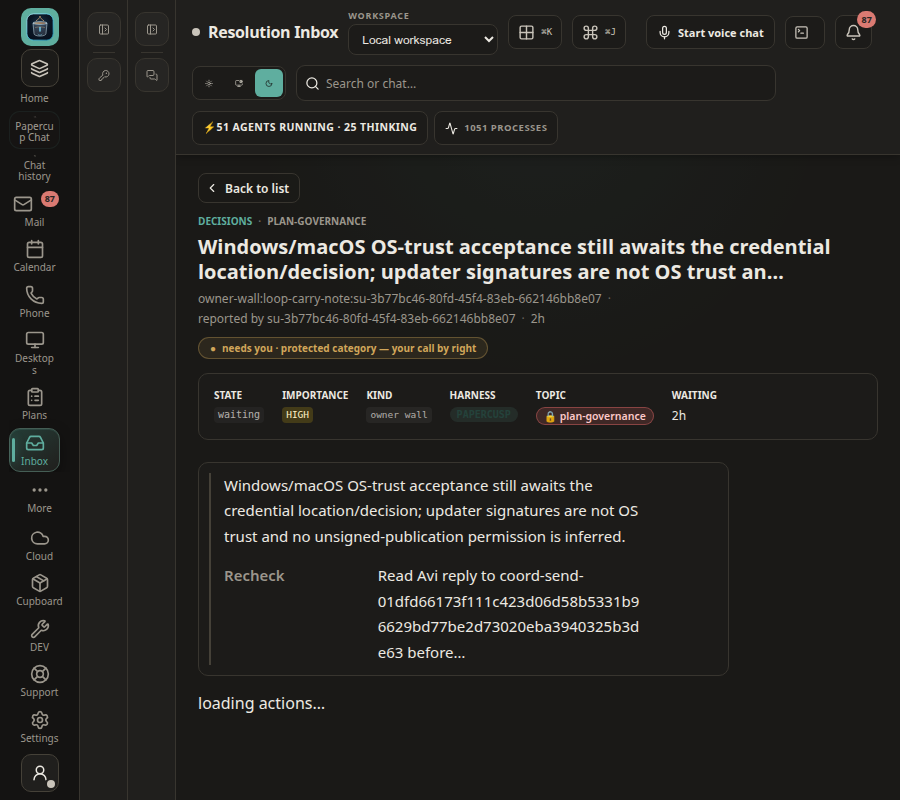 Home
Papercu
p Chat
Chat
history
87
Mail
Calendar
Phone
Desktop
s
Plans
Inbox
More
Cloud
Cupboard
DEV
Support
Settings
Resolution Inbox
WORKSPACE
Local workspace
⌘K
⌘J
Start voice chat
87
Search or chat...
⚡51 AGENTS RUNNING · 25 THINKING
1051 PROCESSES
Back to list
DECISIONS · PLAN-GOVERNANCE
Windows/macOS OS-trust acceptance still awaits the credential
location/decision; updater signatures are not OS trust an...
owner-wall:loop-carry-note:su-3b77bc46-80fd-45f4-83eb-662146bb8e07 ·
reported by su-3b77bc46-80fd-45f4-83eb-662146bb8e07 · 2h
● needs you · protected category — your call by right
STATE IMPORTANCE KIND HARNESS TOPIC WAITING
waiting HIGH owner wall PAPERCUSP 🔒 plan-governance 2h
Windows/macOS OS-trust acceptance still awaits the
credential location/decision; updater signatures are not OS
trust and no unsigned-publication permission is inferred.
Recheck Read Avi reply to coord-send-
01dfd66173f111c423d06d58b5331b9
6629bd77be2d73020eba3940325b3d
e63 before...
loading actions...